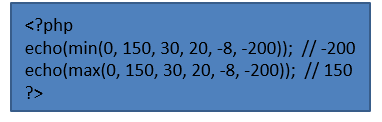 <?php
echo(min(0, 150, 30, 20, -8, -200));  // -200
echo(max(0, 150, 30, 20, -8, -200));  // 150
?>